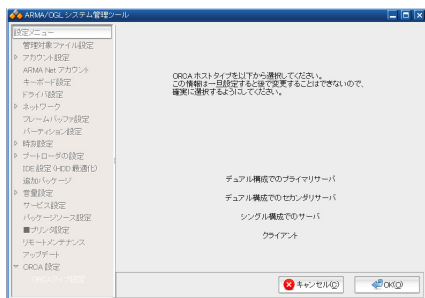 ARMA/OGL システム管理ツール
設定メニュー
管理対象ファイル設定
アカウント設定
ARMA Net アカウント
キーボード設定
ドライバ設定
ネットワーク
フレームバッファ設定
パーティション設定
時刻設定
ブートローダの設定
IDE 設定 (HDD 最適化)
追加パッケージ
音量設定
サービス設定
パッケージソース設定
■プリンタ設定
リモートメンテナンス
アップデート
ORCA 設定
ORCA ホストタイプを以下から選択してください。
この情報は一旦設定すると後で変更することはできないので、
確実に選択するようにしてください。
デュアル構成でのプライマリサーバ
デュアル構成でのセカンダリサーバ
シングル構成でのサーバ
クライアント
キャンセル(C)
OK(O)